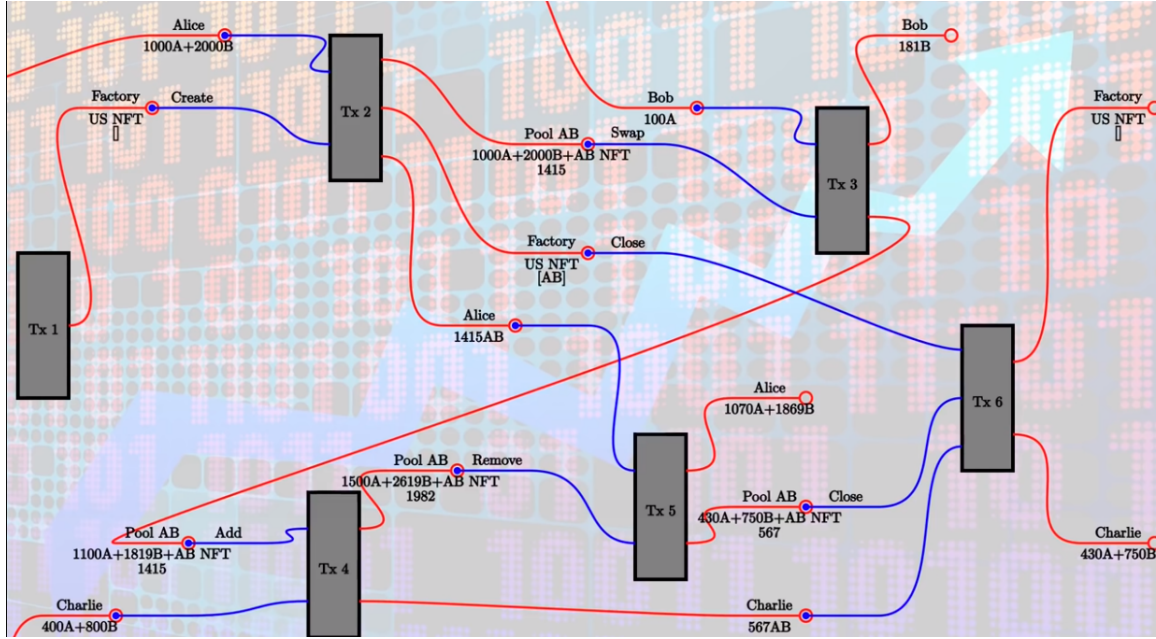 Alice
1000A+2000B
Factory
US NFT
[]
Create
Tx 1
Tx 2
Pool AB
1000A+2000B+AB NFT
1415
Swap
Bob
100A
Bob
181B
Tx 3
Factory
US NFT
[AB]
Close
Alice
1415AB
Factory
US NFT
[]
Pool AB
1100A+1819B+AB NFT
1415
Add
Charlie
400A+800B
Tx 4
Pool AB
1500A+2619B+AB NFT
1982
Remove
Tx 5
Alice
1070A+1869B
Pool AB
430A+750B+AB NFT
567
Close
Charlie
567AB
Tx 6
Charlie
430A+750B